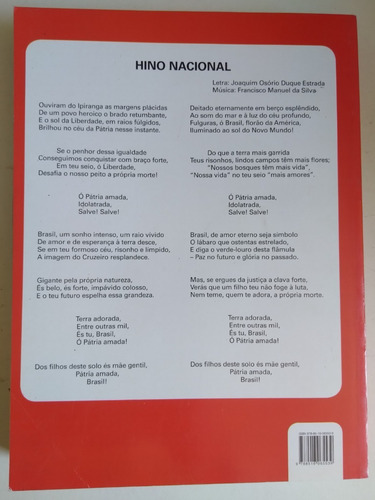 HINO NACIONAL
Letra: Joaquim Osório Duque Estrada
Música: Francisco Manuel da Silva
Ouviram do Ipiranga as margens plácidas
De um povo heroico o brado retumbante,
E o sol da Liberdade, em raios fúlgidos,
Brilhou no céu da Pátria nesse instante.
Se o penhor dessa igualdade
Conseguimos conquistar com braço forte,
Em teu seio, ó Liberdade,
Desafia o nosso peito a própria morte!
Ó Pátria amada,
Idolatrada,
Salve! Salve!
Brasil, um sonho intenso, um raio vívido
De amor e de esperança à terra desce,
Se em teu formoso céu, risonho e límpido,
A imagem do Cruzeiro resplandece.
Gigante pela própria natureza,
És belo, és forte, impávido colosso,
E o teu futuro espelha essa grandeza.
Terra adorada,
Entre outras mil,
És tu, Brasil,
Ó Pátria amada!
Dos filhos deste solo és mãe gentil,
Pátria amada,
Brasil!
Deitado eternamente em berço esplêndido,
Ao som do mar e à luz do céu profundo,
Fulguras, ó Brasil, florão da América,
Iluminado ao sol do Novo Mundo!
Do que a terra mais garrida
Teus risonhos, lindos campos têm mais flores;
"Nossos bosques têm mais vida",
"Nossa vida" no teu seio "mais amores".
Ó Pátria amada,
Idolatrada,
Salve! Salve!
Brasil, de amor eterno seja símbolo
O lábaro que ostentas estrelado,
E diga o verde-louro desta flâmula
– Paz no futuro e glória no passado.
Mas, se ergues da justiça a clava forte,
Verás que um filho teu não foge à luta,
Nem teme, quem te adora, a própria morte.
Terra adorada,
Entre outras mil,
És tu, Brasil,
Ó Pátria amada!
Dos filhos deste solo és mãe gentil,
Pátria amada,
Brasil!